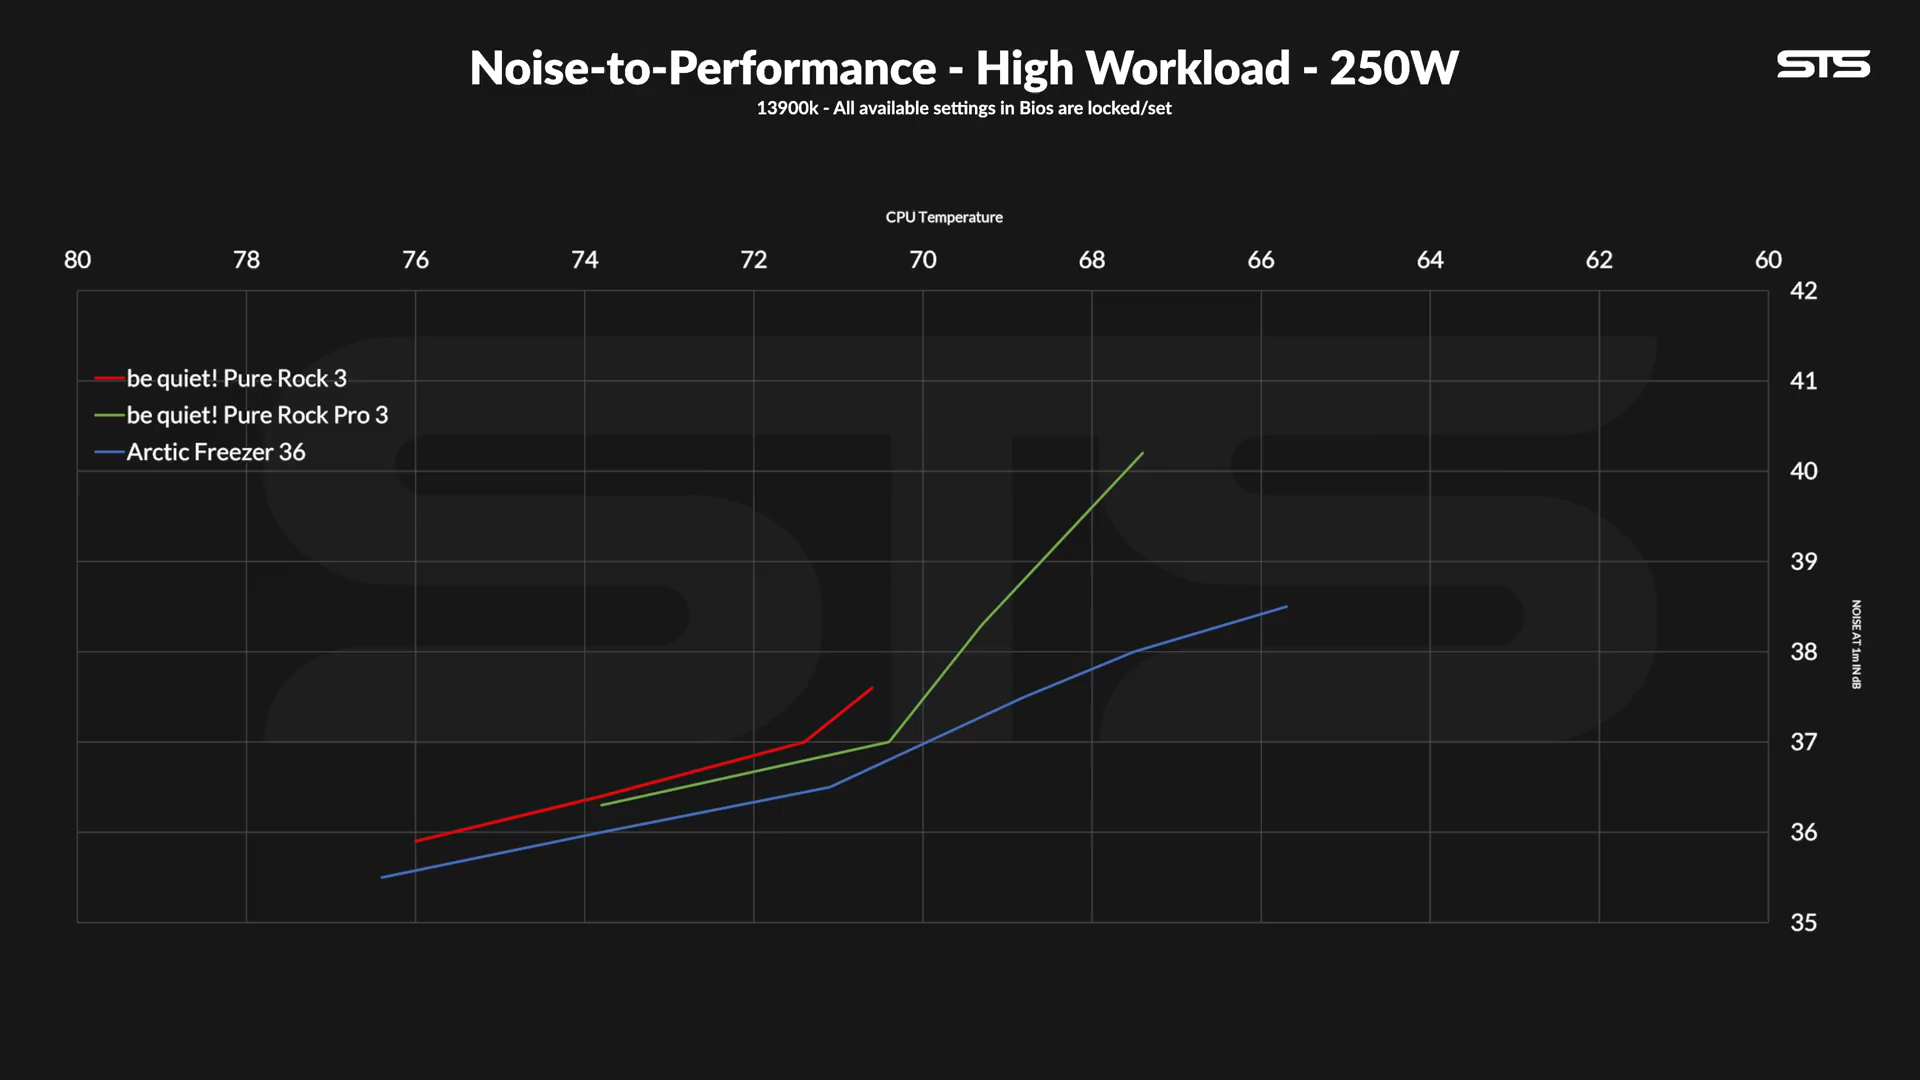 Noise-to-Performance - High Workload - 250W
STS
13900k - All available settings in Bios are locked/set
CPU Temperature
80 78 76 74 72 70 68 66 64 62 60
42
be quiet! Pure Rock 3
41
be quiet! Pure Rock Pro 3
Arctic Freezer 36
40
39
NOISE AT 1m IN dB
38
37
36
35